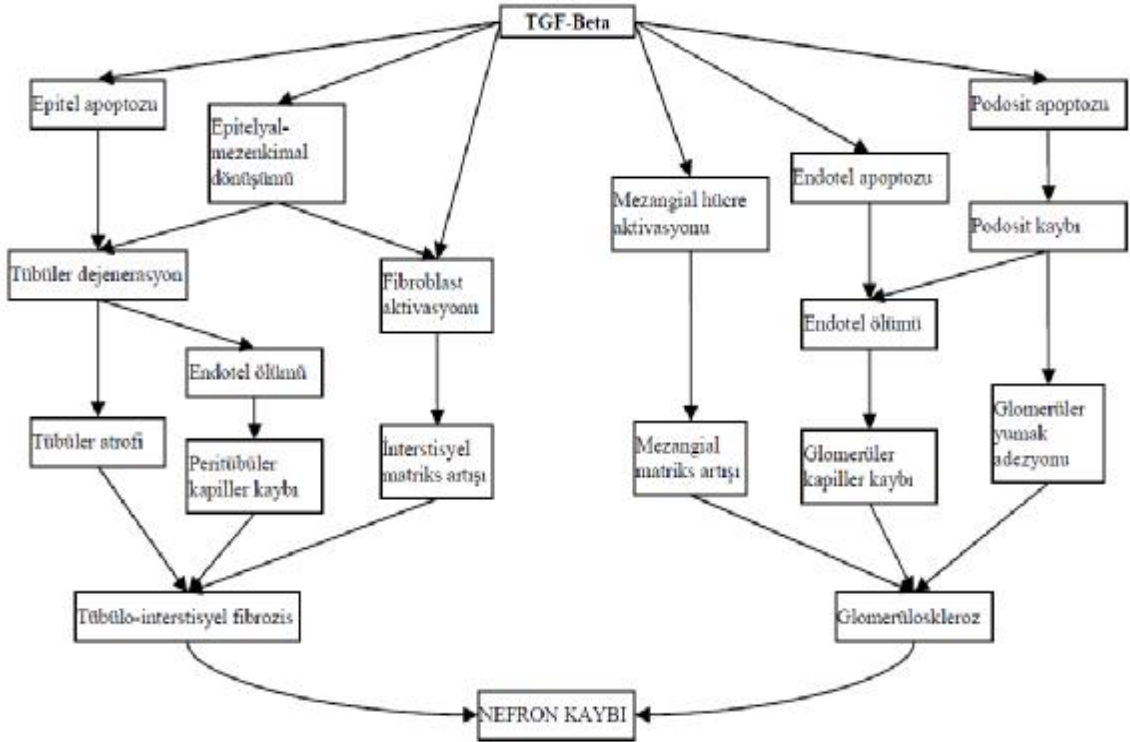 TGF-Beta
Epitel apoptozu
Epitelyal-
mezenkimal
dönüşümü
Podosit apoptozu
Endotel apoptozu
Mezangial hücre
aktivasyonu
Podosit kaybı
Tübüler dejenerasyon
Fibroblast
aktivasyonu
Endotel ölümü
Endotel ölümü
Tübüler atrofi
Peritübüler
kapiller kaybı
İnterstisyel
matriks artışı
Mezangial
matriks artışı
Glomerüler
kapiller kaybı
Glomerüler
yumak
adezyonu
Tübülo-interstisyel fibrozis
Glomerüloskleroz
NEFRON KAYBI